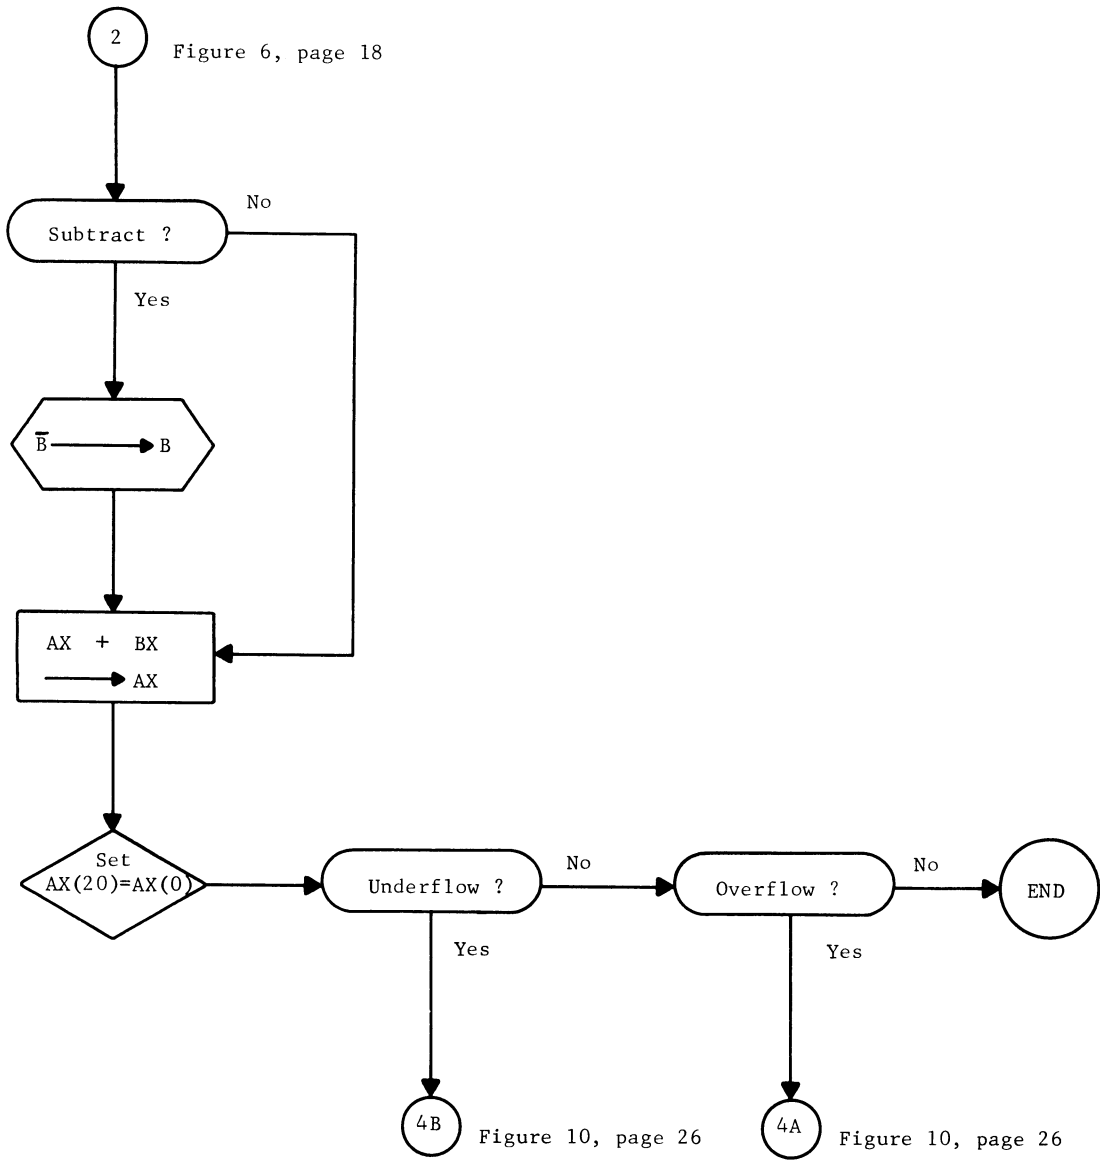 2
Figure 6, page 18
No
Subtract ?
Yes
B̅ B
AX + BX
AX
Set
AX(20)=AX(0)
Underflow ?
No
Overflow ?
No
END
Yes
Yes
4B
Figure 10, page 26
4A
Figure 10, page 26